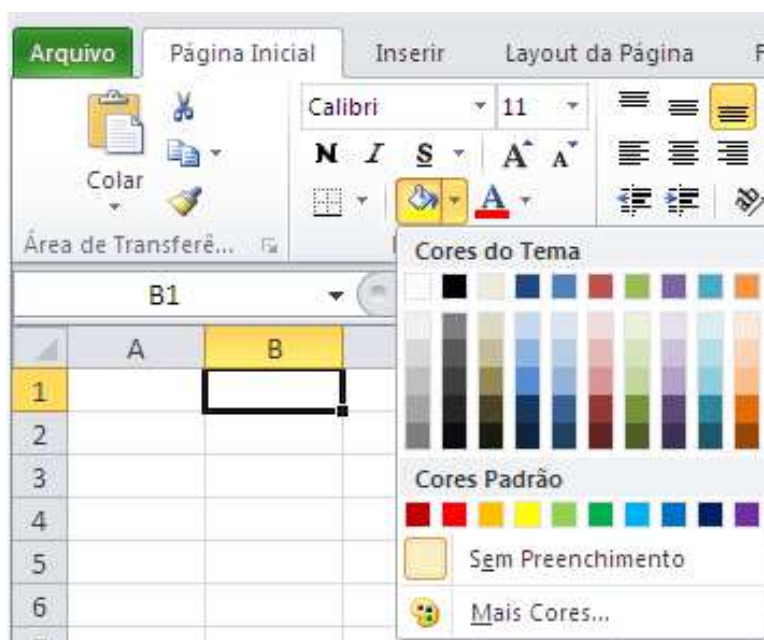 Arquivo Página Inicial Inserir Layout da Página F
Calibri 11
Colar N I S A A ab
Área de Transferê...
Cores do Tema
B1
A B
1
2
3
Cores Padrão
4
5 Sem Preenchimento
6 Mais Cores...